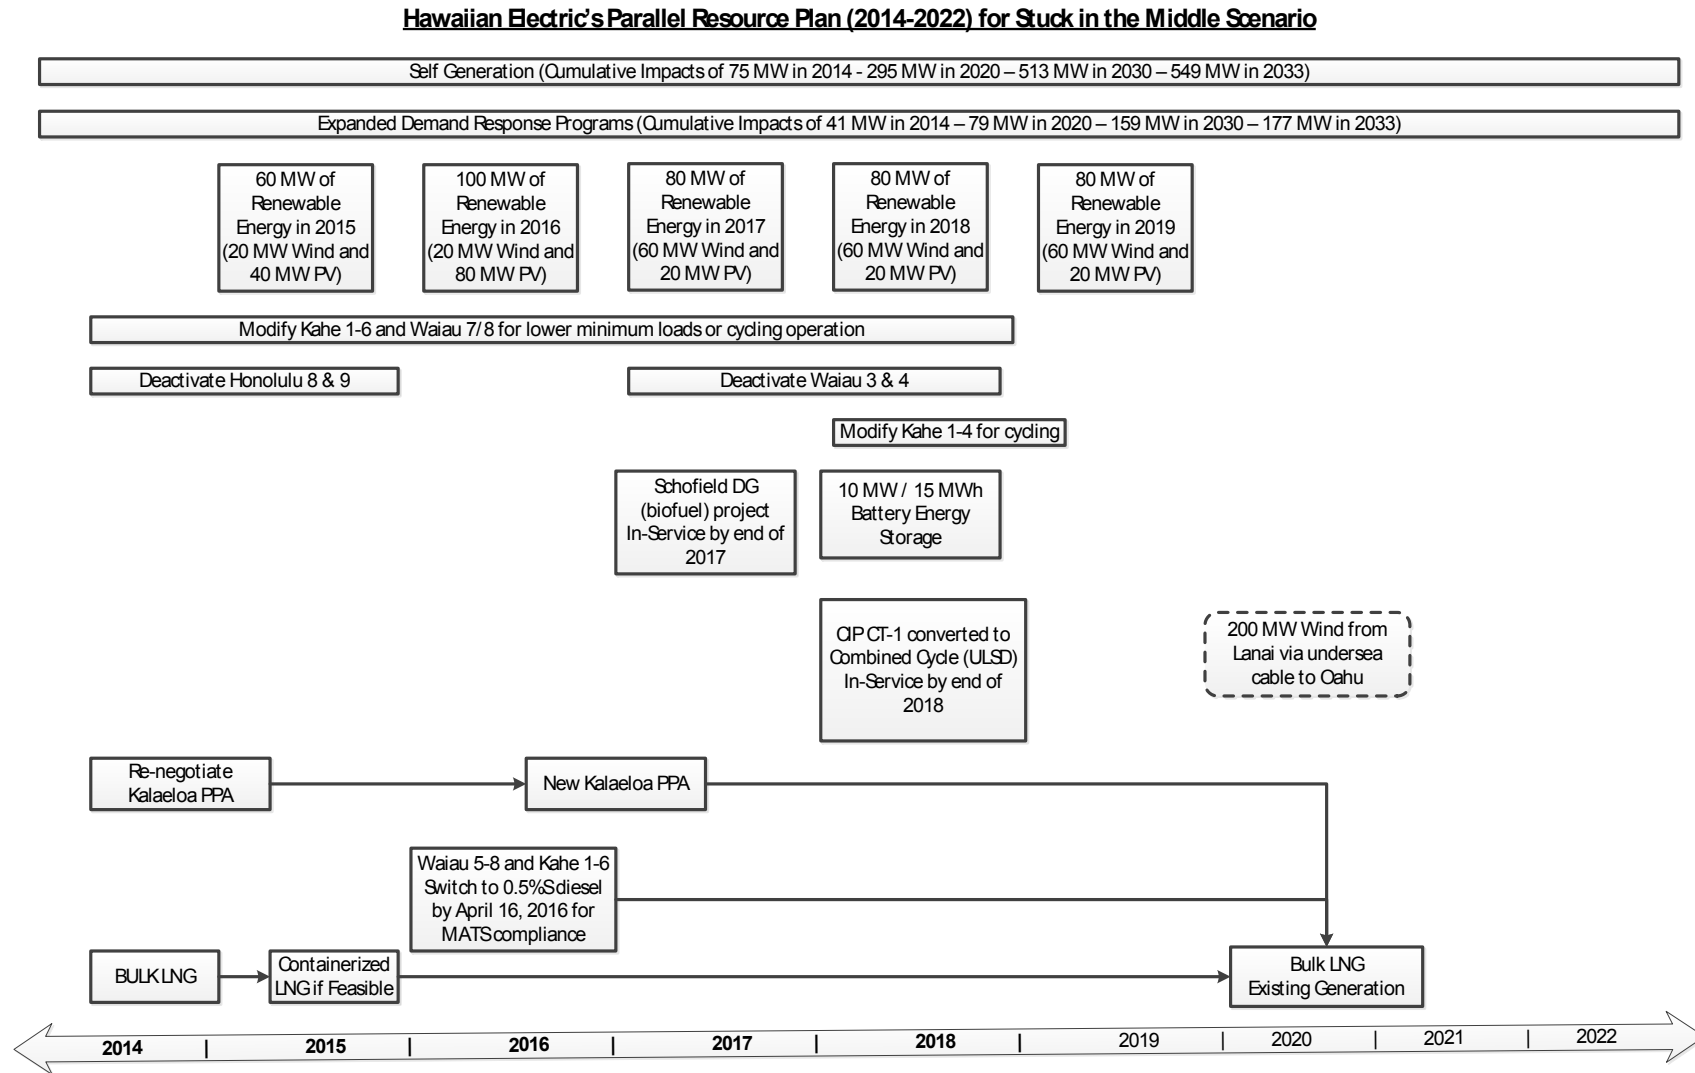 Hawaiian Electric's Parallel Resource Plan (2014-2022) for Stuck in the Middle Scenario
Self Generation (Cumulative Impacts of 75 MW in 2014 - 295 MW in 2020 – 513 MW in 2030 – 549 MW in 2033)
Expanded Demand Response Programs (Cumulative Impacts of 41 MW in 2014 – 79 MW in 2020 – 159 MW in 2030 – 177 MW in 2033)
60 MW of
Renewable
Energy in 2015
(20 MW Wind and
40 MW PV)
100 MW of
Renewable
Energy in 2016
(20 MW Wind and
80 MW PV)
80 MW of
Renewable
Energy in 2017
(60 MW Wind and
20 MW PV)
80 MW of
Renewable
Energy in 2018
(60 MW Wind and
20 MW PV)
80 MW of
Renewable
Energy in 2019
(60 MW Wind and
20 MW PV)
Modify Kahe 1-6 and Waiau 7/8 for lower minimum loads or cycling operation
Deactivate Honolulu 8 & 9
Deactivate Waiau 3 & 4
Modify Kahe 1-4 for cycling
Schofield DG
(biofuel) project
In-Service by end of
2017
10 MW / 15 MWh
Battery Energy
Storage
CIP CT-1 converted to
Combined Cycle (ULSD)
In-Service by end of
2018
200 MW Wind from
Lanai via undersea
cable to Oahu
Re-negotiate
Kalaeloa PPA
New Kalaeloa PPA
Waiau 5-8 and Kahe 1-6
Switch to 0.5%S diesel
by April 16, 2016 for
MATS compliance
BULK LNG
Containerized
LNG if Feasible
Bulk LNG
Existing Generation
2014 | 2015 | 2016 | 2017 | 2018 | 2019 | 2020 | 2021 | 2022